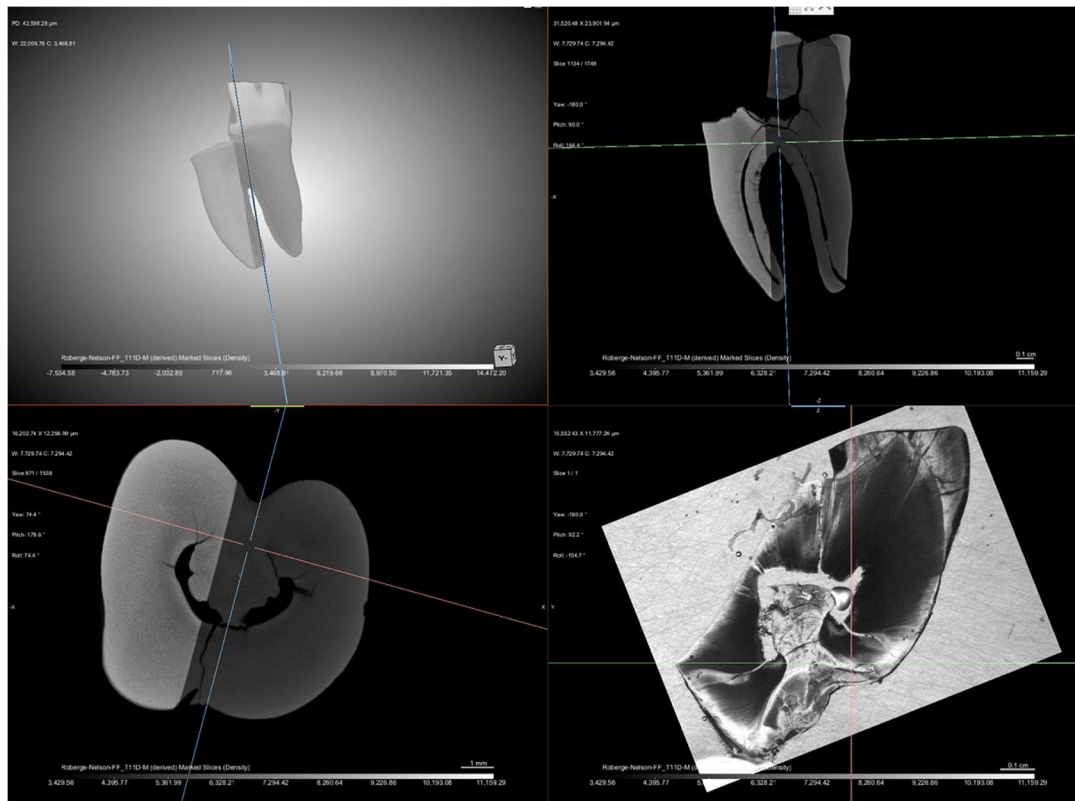 PD: 42,598.28 µm
W: 22,006.78 C: 3,468.81
Roberge-Nelson-FF_T11D-M (derived) Marked Slices (Density)
-7,534.58 -4,783.73 -2,032.89 717.96 3,468.81 6,219.66 8,970.50 11,721.35 14,472.20
Y-
31,520.48 X 23,901.94 µm
W: 7,729.74 C: 7,294.42
Slice 1134 / 1749
Yaw: -180.0 °
Pitch: 90.0 °
Roll: 164.4 °
-X
Roberge-Nelson-FF_T11D-M (derived) Marked Slices (Density)
0.1 cm
3,429.56 4,395.77 5,361.99 6,328.21 7,294.42 8,260.64 9,226.86 10,193.08 11,159.29
-Z
-Y
16,202.74 X 12,256.99 µm
W: 7,729.74 C: 7,294.42
Slice 871 / 1538
Yaw: 74.4 °
Pitch: 178.6 °
Roll: 74.4 °
-X
X
Roberge-Nelson-FF_T11D-M (derived) Marked Slices (Density)
1 mm
3,429.56 4,395.77 5,361.99 6,328.21 7,294.42 8,260.64 9,226.86 10,193.08 11,159.29
Z
15,552.43 X 11,777.26 µm
W: 7,729.74 C: 7,294.42
Slice 1 / 1
Yaw: -180.0 °
Pitch: 92.2 °
Roll: -104.7 °
Y
Roberge-Nelson-FF_T11D-M Marked Slices (Density)
0.1 cm
3,429.56 4,395.77 5,361.99 6,328.21 7,294.42 8,260.64 9,226.86 10,193.08 11,159.29